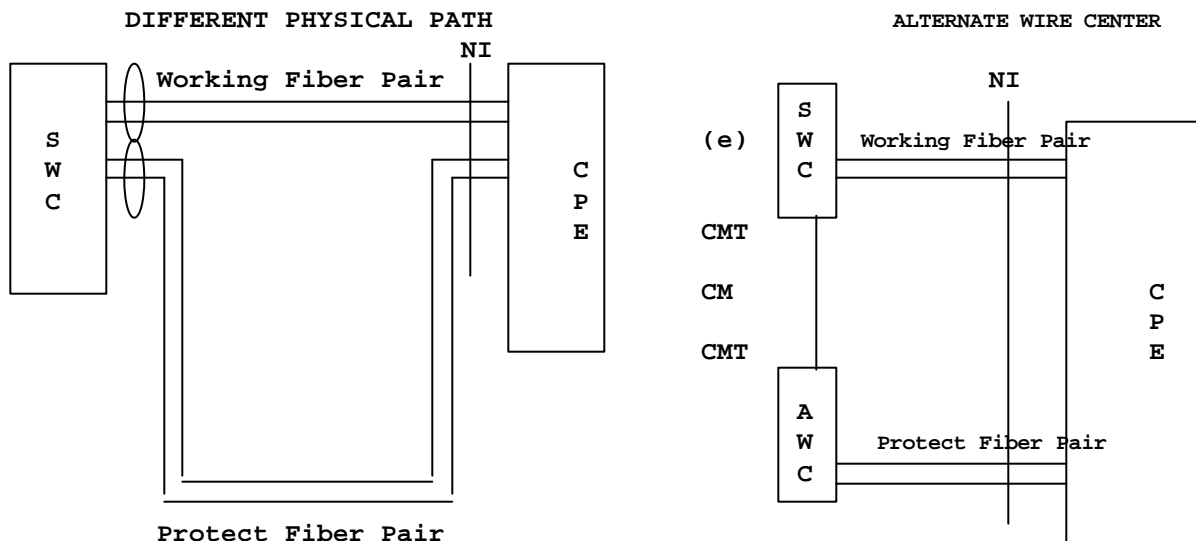 DIFFERENT PHYSICAL PATH
NI
Working Fiber Pair
S
W
C
C
P
E
Protect Fiber Pair
ALTERNATE WIRE CENTER
NI
(e)
S
W
C
Working Fiber Pair
CMT
CM
CMT
C
P
E
A
W
C
Protect Fiber Pair